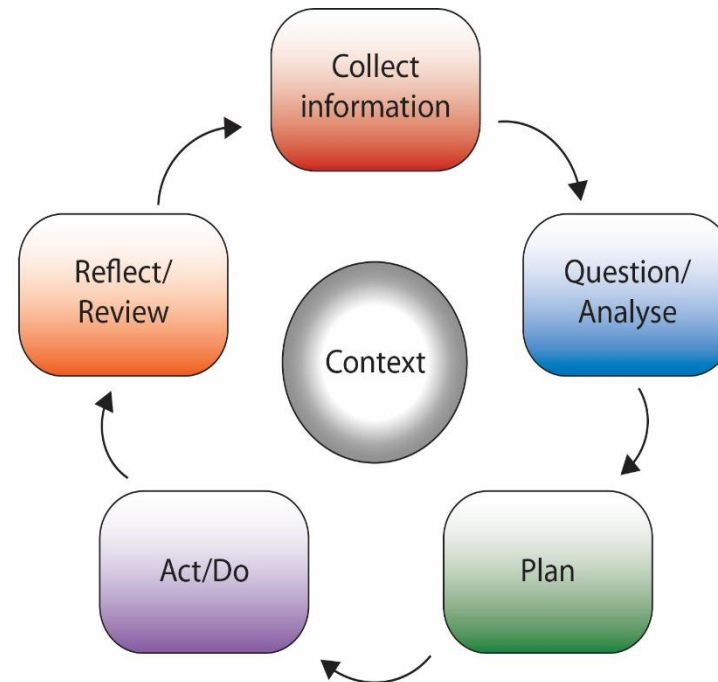 Collect
information
Question/
Analyse
Plan
Act/Do
Reflect/
Review
Context